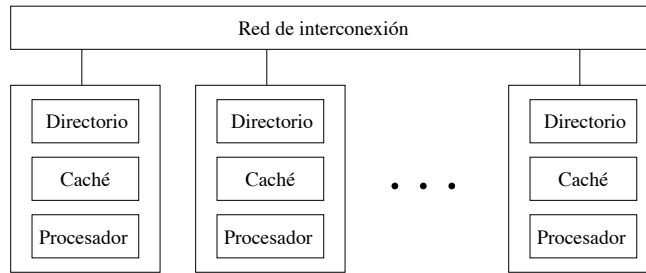 Red de interconexión
Directorio
Caché
Procesador
Directorio
Caché
Procesador
Directorio
Caché
Procesador